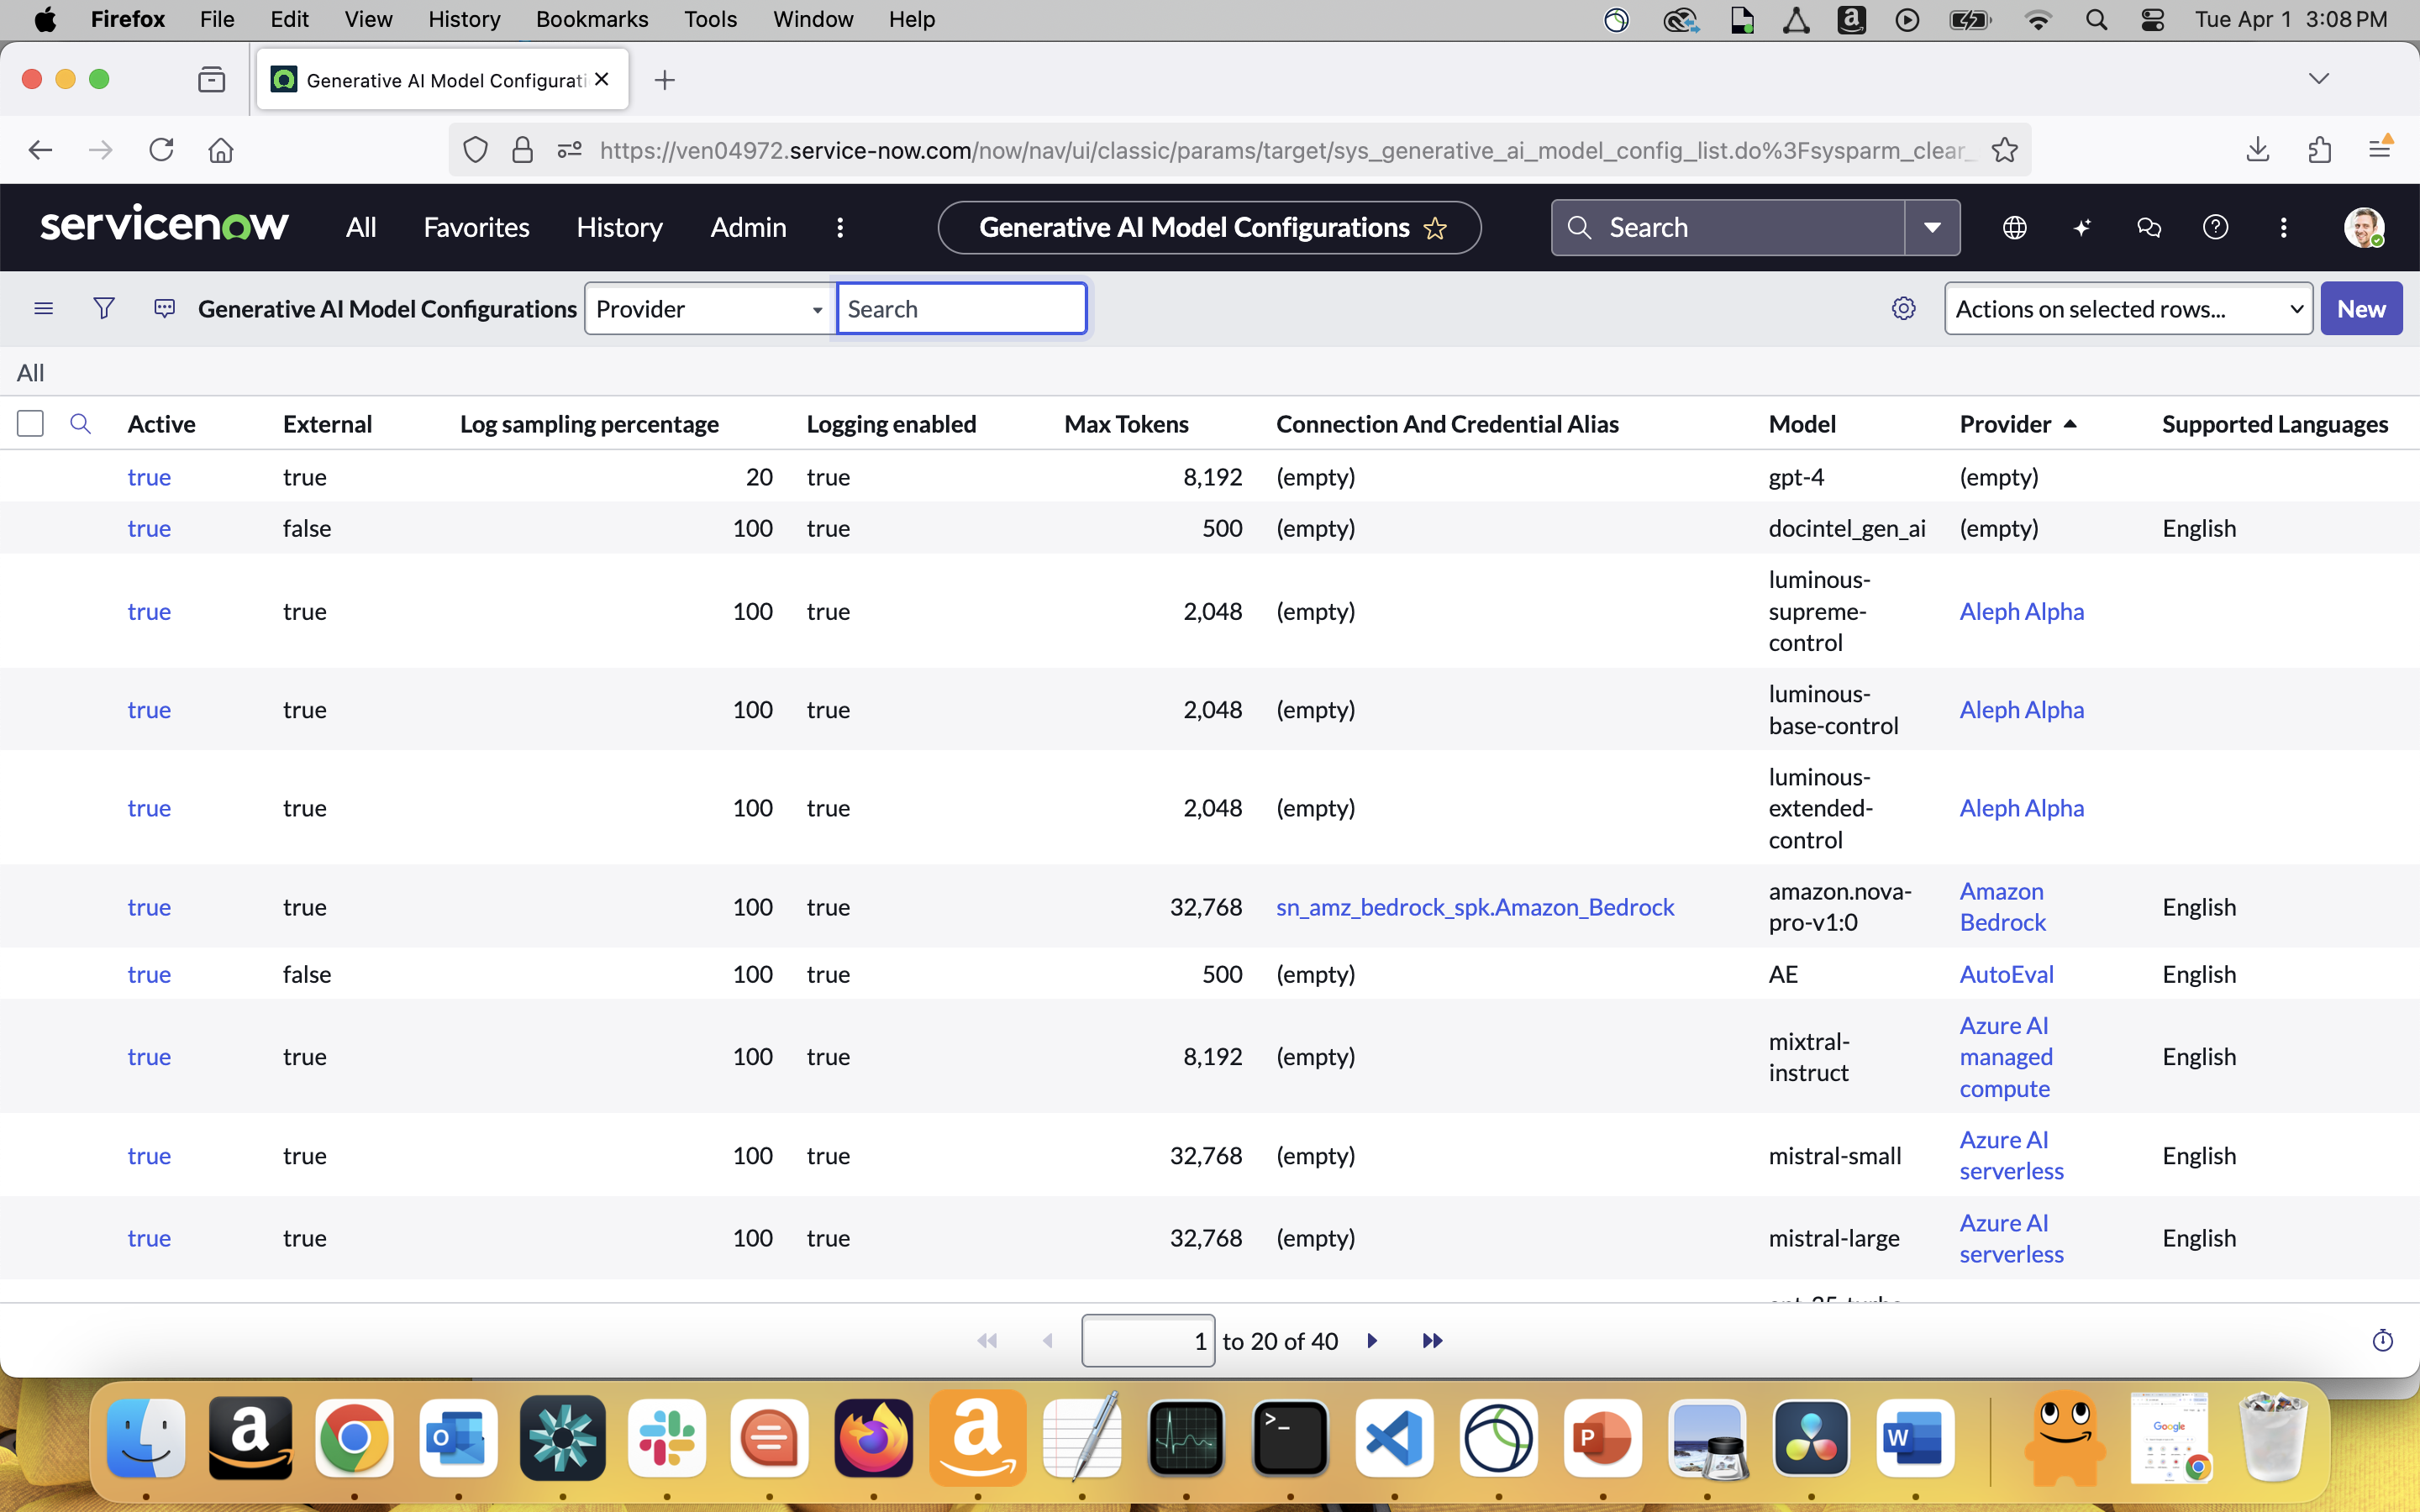 Firefox File Edit View History Bookmarks Tools Window Help Tue Apr 1 3:08 PM
Generative AI Model Configurati
https://ven04972.service-now.com/now/nav/ui/classic/params/target/sys_generative_ai_model_config_list.do%3Fsysparm_clear_
servicenow All Favorites History Admin Generative AI Model Configurations Search
Generative AI Model Configurations Provider Search Actions on selected rows... New
All
Active External Log sampling percentage Logging enabled Max Tokens Connection And Credential Alias Model Provider Supported Languages
true true 20 true 8,192 (empty) gpt-4 (empty)
true false 100 true 500 (empty) docintel_gen_ai (empty) English
true true 100 true 2,048 (empty) luminous-
supreme-
control Aleph Alpha
true true 100 true 2,048 (empty) luminous-
base-control Aleph Alpha
true true 100 true 2,048 (empty) luminous-
extended-
control Aleph Alpha
true true 100 true 32,768 sn_amz_bedrock_spk.Amazon_Bedrock amazon.nova-
pro-v1:0 Amazon
Bedrock English
true false 100 true 500 (empty) AE AutoEval English
true true 100 true 8,192 (empty) mixtral-
instruct Azure AI
managed
compute English
true true 100 true 32,768 (empty) mistral-small Azure AI
serverless English
true true 100 true 32,768 (empty) mistral-large Azure AI
serverless English
1 to 20 of 40
Google